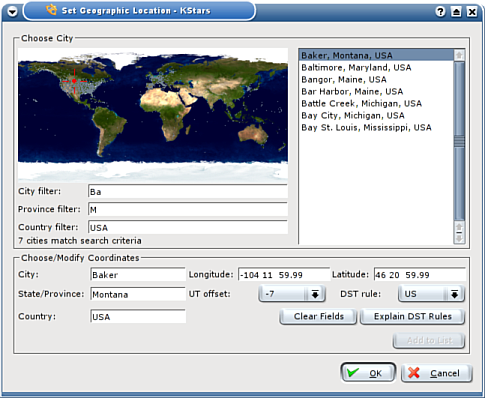 Set Geographic Location - KStars
Choose City
Baker, Montana, USA
Baltimore, Maryland, USA
Bangor, Maine, USA
Bar Harbor, Maine, USA
Battle Creek, Michigan, USA
Bay City, Michigan, USA
Bay St. Louis, Mississippi, USA
City filter: Ba
Province filter: M
Country filter: USA
7 cities match search criteria
Choose/Modify Coordinates
City: Baker Longitude: -104 11 59.99 Latitude: 46 20 59.99
State/Province: Montana UT offset: -7 DST rule: US
Country: USA Clear Fields Explain DST Rules
Add to List
OK Cancel